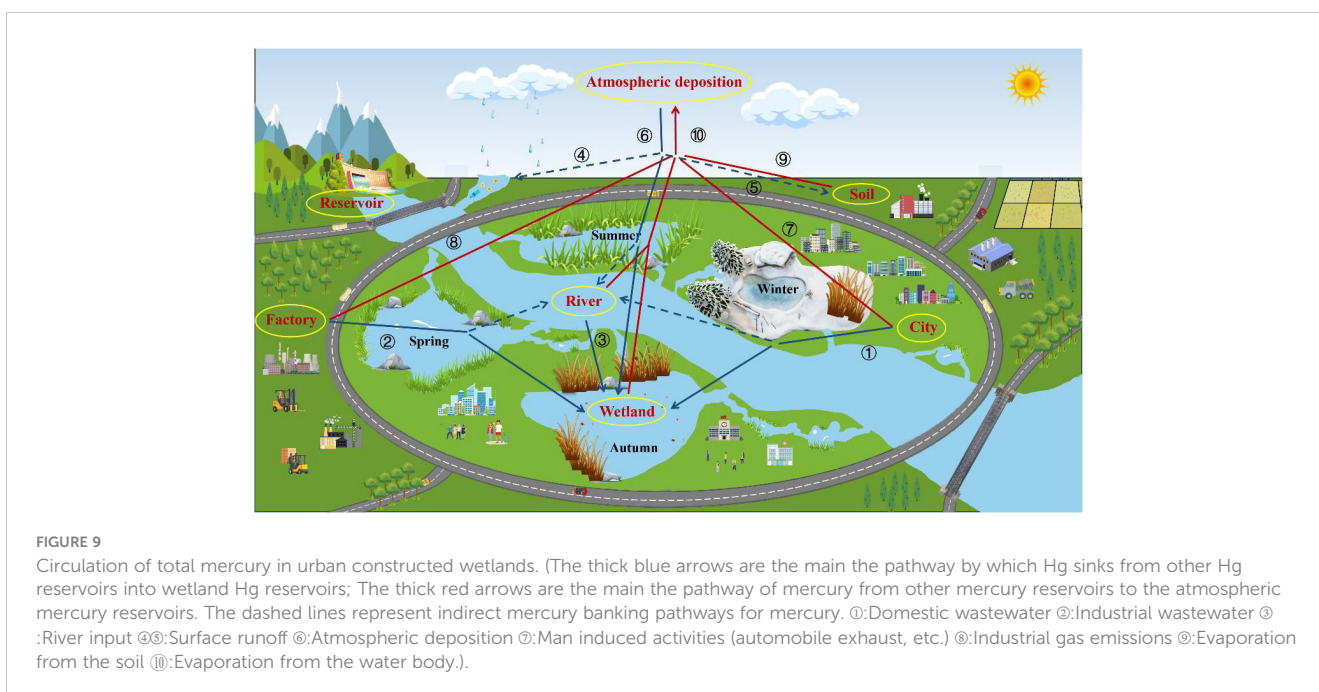 Atmospheric deposition
⑥ ⑩
④ ⑨
⑤
Reservoir
Soil
⑧ Summer ⑦
Winter
River
Factory City
② Spring ③ ①
Wetland
Autumn
FIGURE 9
Circulation of total mercury in urban constructed wetlands. (The thick blue arrows are the main the pathway by which Hg sinks from other Hg
reservoirs into wetland Hg reservoirs; The thick red arrows are the main the pathway of mercury from other mercury reservoirs to the atmospheric
mercury reservoirs. The dashed lines represent indirect mercury banking pathways for mercury. ①:Domestic wastewater ②:Industrial wastewater ③
:River input ④⑤:Surface runoff ⑥:Atmospheric deposition ⑦:Man induced activities (automobile exhaust, etc.) ⑧:Industrial gas emissions ⑨:Evaporation
from the soil ⑩:Evaporation from the water body.).